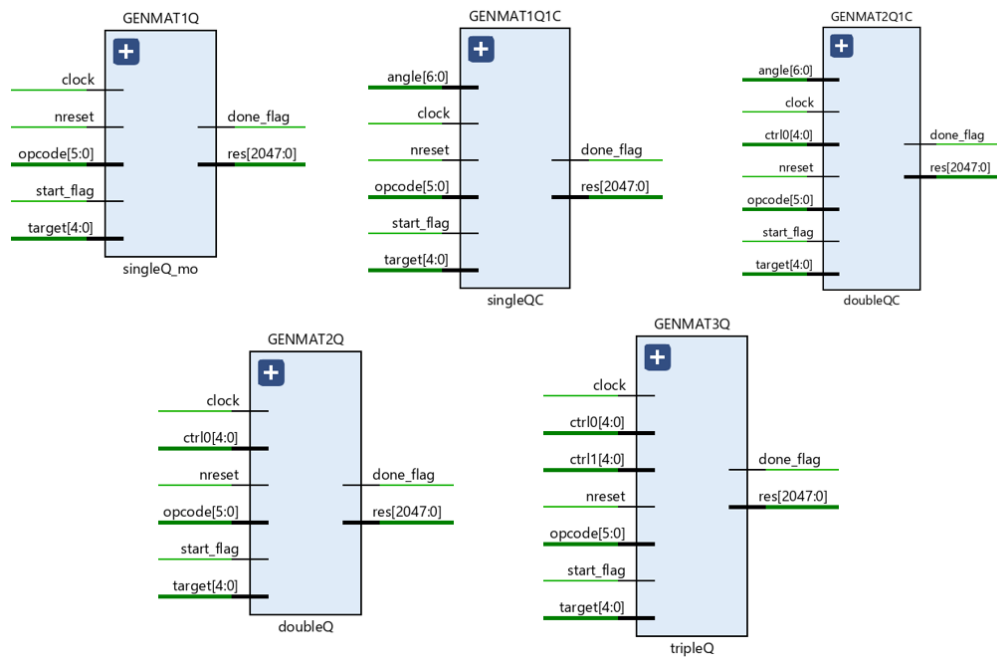 GENMAT1Q
clock
nreset
opcode[5:0]
start_flag
target[4:0]
done_flag
res[2047:0]
singleQ_mo
GENMAT1Q1C
angle[6:0]
clock
nreset
opcode[5:0]
start_flag
target[4:0]
done_flag
res[2047:0]
singleQC
GENMAT2Q1C
angle[6:0]
clock
ctrl0[4:0]
nreset
opcode[5:0]
start_flag
target[4:0]
done_flag
res[2047:0]
doubleQC
GENMAT2Q
clock
ctrl0[4:0]
nreset
opcode[5:0]
start_flag
target[4:0]
done_flag
res[2047:0]
doubleQ
GENMAT3Q
clock
ctrl0[4:0]
ctrl1[4:0]
nreset
opcode[5:0]
start_flag
target[4:0]
done_flag
res[2047:0]
tripleQ